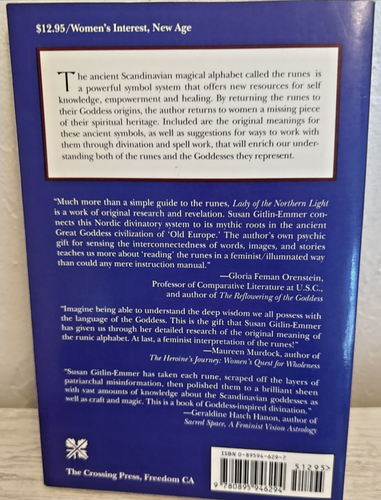 $12.95/Women's Interest, New Age
The ancient Scandinavian magical alphabet called the runes is
a powerful symbol system that offers new resources for self
knowledge, empowerment and healing. By returning the runes to
their Goddess origins, the author returns to women a missing piece
of their spiritual heritage. Included are the original meanings for
these ancient symbols, as well as suggestions for ways to work with
them through divination and spell work, that will enrich our under-
standing both of the runes and the Goddesses they represent.
"Much more than a simple guide to the runes, Lady of the Northern Light
is a work of original research and revelation. Susan Gitlin-Emmer con-
nects this Nordic divinatory system to its mythic roots in the ancient
Great Goddess civilization of 'Old Europe.' The author's own psychic
gift for sensing the interconnectedness of words, images, and stories
teaches us more about 'reading' the runes in a feminist/illumnated way
than could any mere instruction manual."
—Gloria Feman Orenstein,
Professor of Comparative Literature at U.S.C,
and author of The Reflowering of the Goddess
"Imagine being able to understand the deep wisdom we all possess with
the language of the Goddess. This is the gift that Susan Gitlin-Emmer
has given us through her detailed research of the original meaning of
the runic alphabet. At last, a feminist interpretation of the runes!"
—Maureen Murdock, author of
The Heroine's Journey: Women's Quest for Wholeness
"Susan Gitlin-Emmer has taken each rune, scraped off the layers of
patriarchal misinformation, then polished them to a brilliant sheen
with vast amounts of knowledge about the Scandinavian goddesses as
well as craft and magic. This is a book of Goddess-inspired divination."
—Geraldine Hatch Hanon, author of
Sacred Space, A Feminist Vision Astrology
The Crossing Press, Freedom CA
ISBN 0-89594-629-7
51295
9 780895 946294